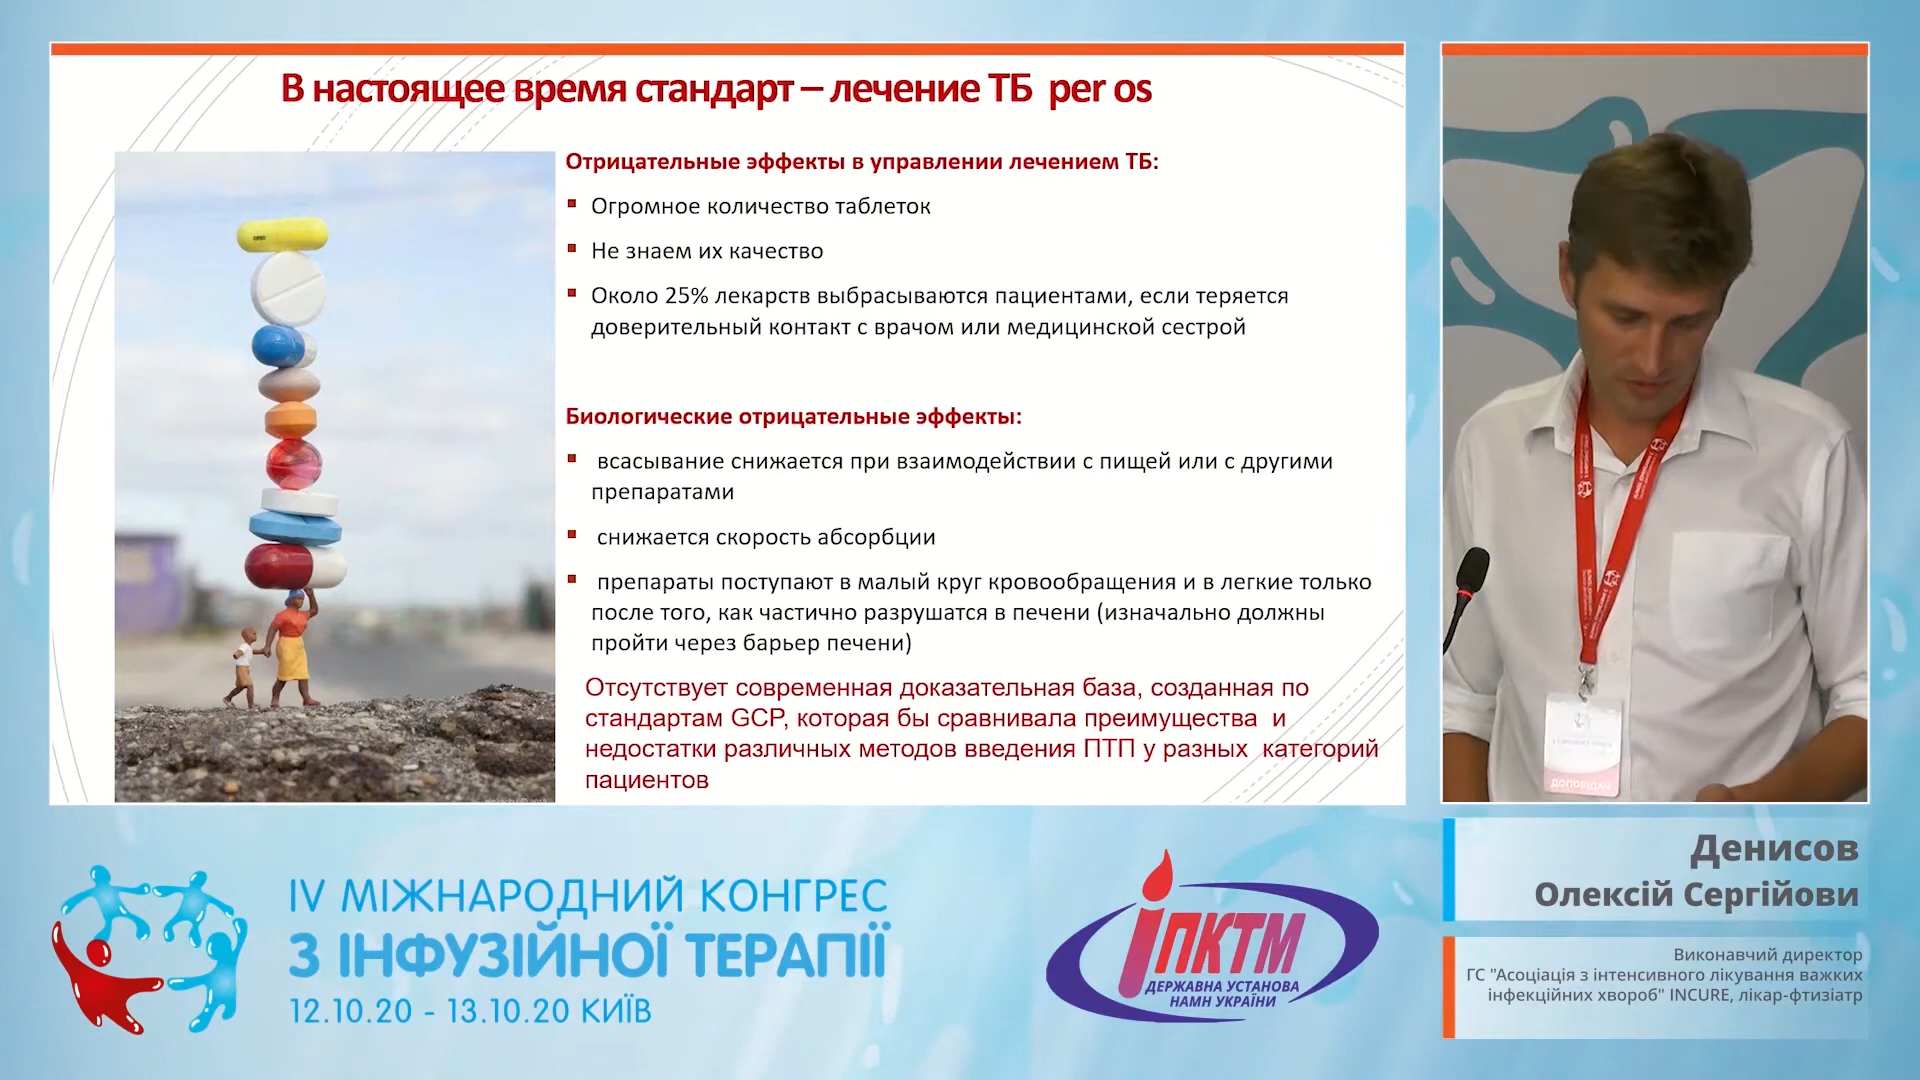 В настоящее время стандарт – лечение ТБ per os
Отрицательные эффекты в управлении лечением ТБ:
Огромное количество таблеток
Не знаем их качество
Около 25% лекарств выбрасываются пациентами, если теряется
доверительный контакт с врачом или медицинской сестрой
Биологические отрицательные эффекты:
всасывание снижается при взаимодействии с пищей или с другими
препаратами
снижается скорость абсорбции
препараты поступают в малый круг кровообращения и в легкие только
после того, как частично разрушатся в печени (изначально должны
пройти через барьер печени)
Отсутствует современная доказательная база, созданная по
стандартам GCP, которая бы сравнивала преимущества и
недостатки различных методов введения ПТП у разных категорий
пациентов
ДОПОВІДАЧ
Денисов
Олексій Сергійови
Виконавчий директор
ГС "Асоціація з інтенсивного лікування важких
інфекційних хвороб" INCURE, лікар-фтизіатр
IV МІЖНАРОДНИЙ КОНГРЕС
З ІНФУЗІЙНОЇ ТЕРАПІЇ
12.10.20 - 13.10.20 КИЇВ
іПКТМ
ДЕРЖАВНА УСТАНОВА
НАМН УКРАЇНИ